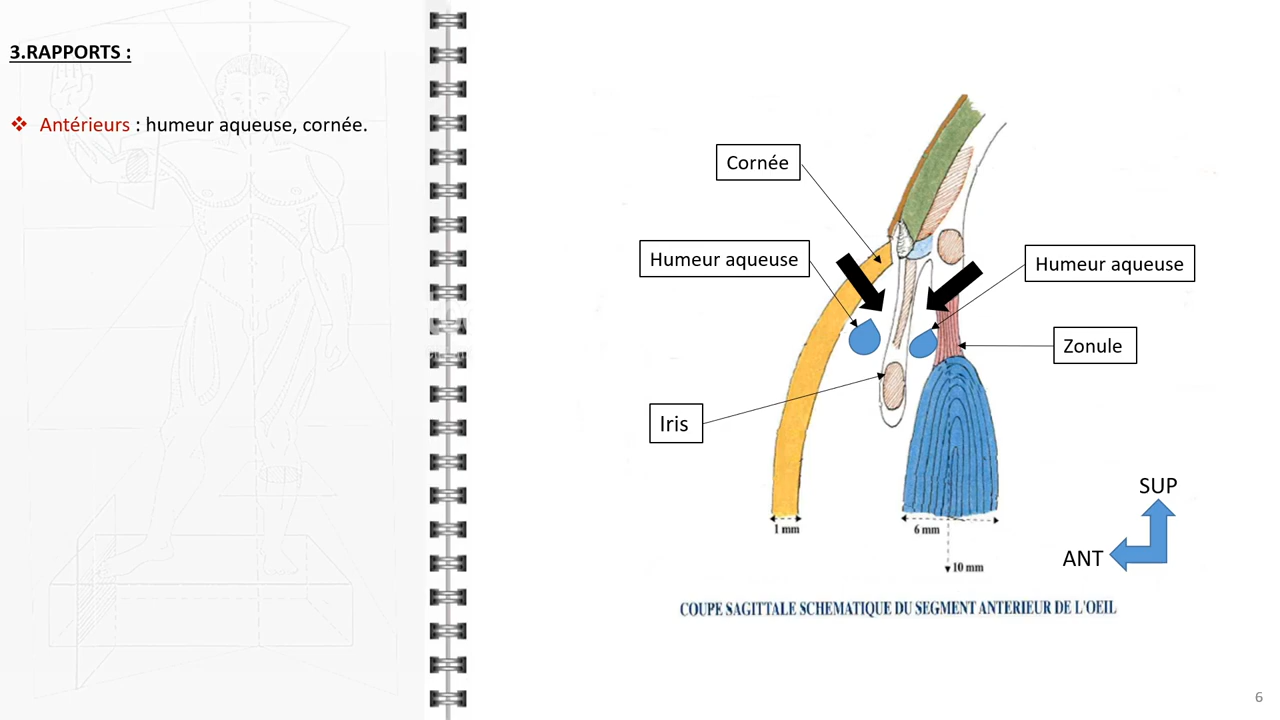 3.RAPPORTS :
❖ Antérieurs : humeur aqueuse, cornée.
Cornée
Humeur aqueuse
Humeur aqueuse
Zonule
Iris
SUP
ANT
1 mm
6 mm
10 mm
COUPE SAGITTALE SCHEMATIQUE DU SEGMENT ANTERIEUR DE L'OEIL
6